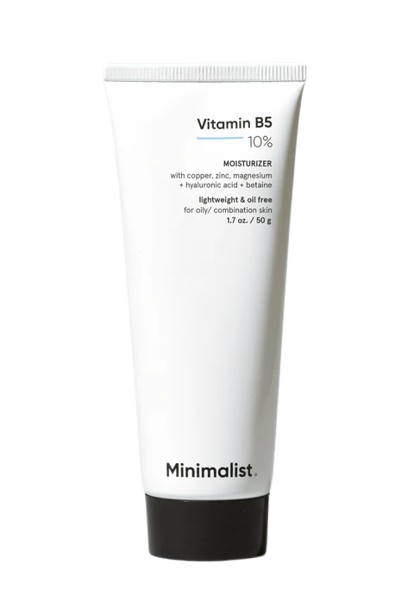 Vitamin B5
10%
MOISTURIZER
with copper, zinc, magnesium
+ hyaluronic acid + betaine
lightweight & oil free
for oily/ combination skin
1.7 oz. / 50 g
Minimalist